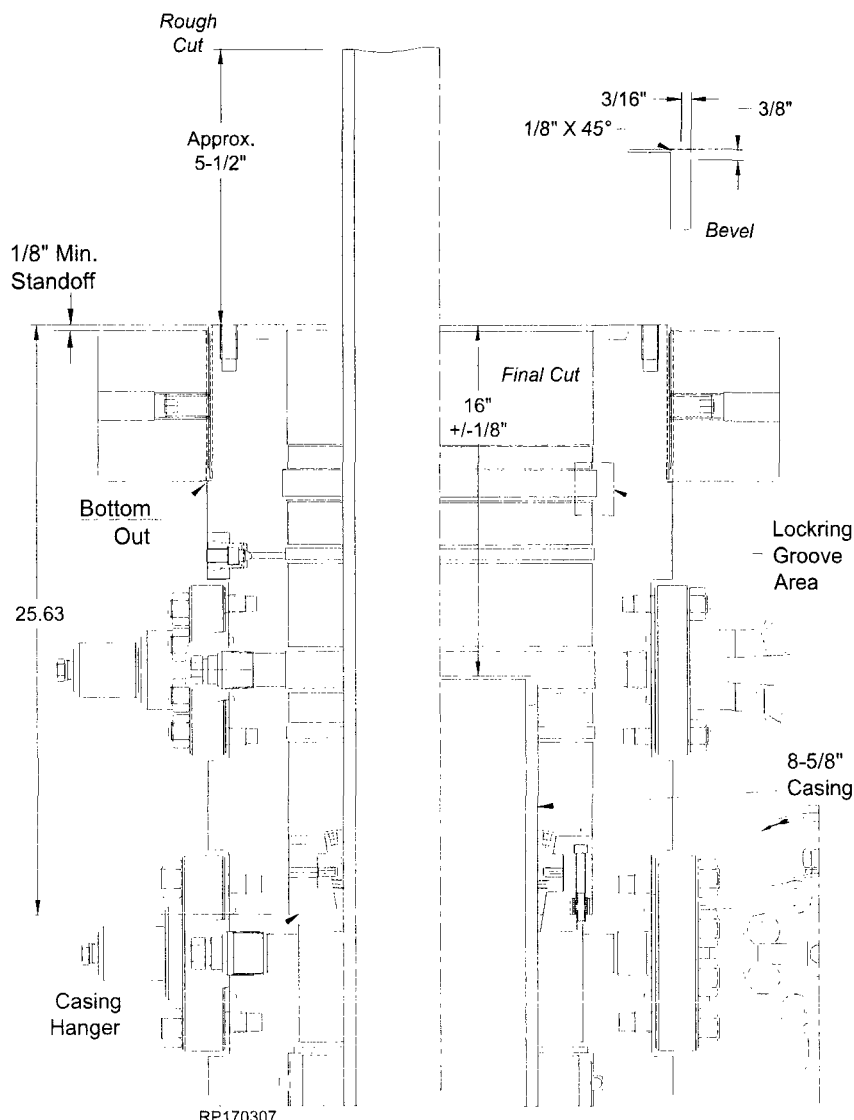 Rough
Cut
3/16"
3/8"
1/8" X 45°
Approx.
5-1/2"
Bevel
1/8" Min.
Standoff
Final Cut
16"
+/-1/8"
Bottom
Out
Lockring
Groove
Area
25.63
8-5/8"
Casing
Casing
Hanger
RP170307